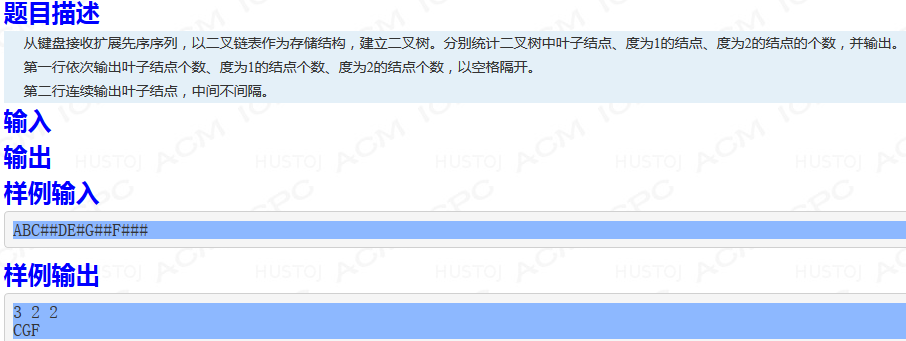 题目描述
从键盘接收扩展先序序列，以二叉链表作为存储结构，建立二叉树。分别统计二叉树中叶子结点、度为1的结点、度为2的结点的个数，并输出。
第一行依次输出叶子结点个数、度为1的结点个数、度为2的结点个数，以空格隔开。
第二行连续输出叶子结点，中间不间隔。
输入
输出
样例输入
ABC##DE#G##F###
样例输出
3 2 2
CGF